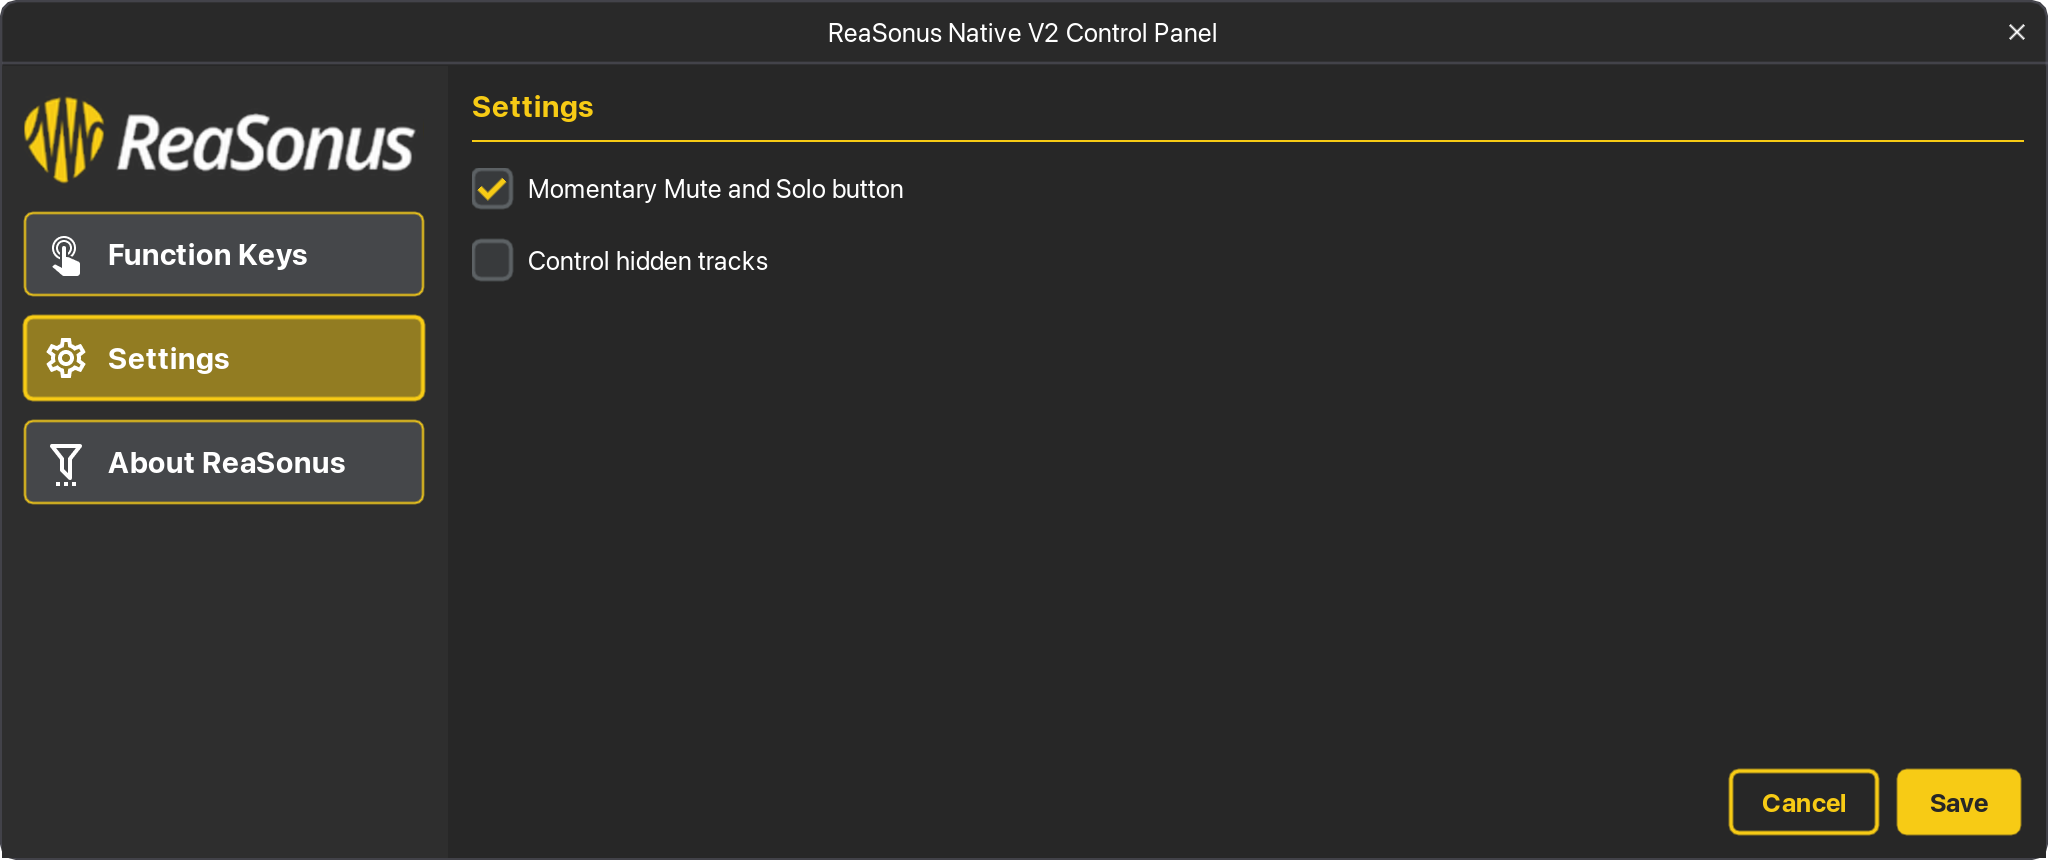 ReaSonus Native V2 Control Panel
ReaSonus
Function Keys
Settings
About ReaSonus
Settings
Momentary Mute and Solo button
Control hidden tracks
Cancel
Save